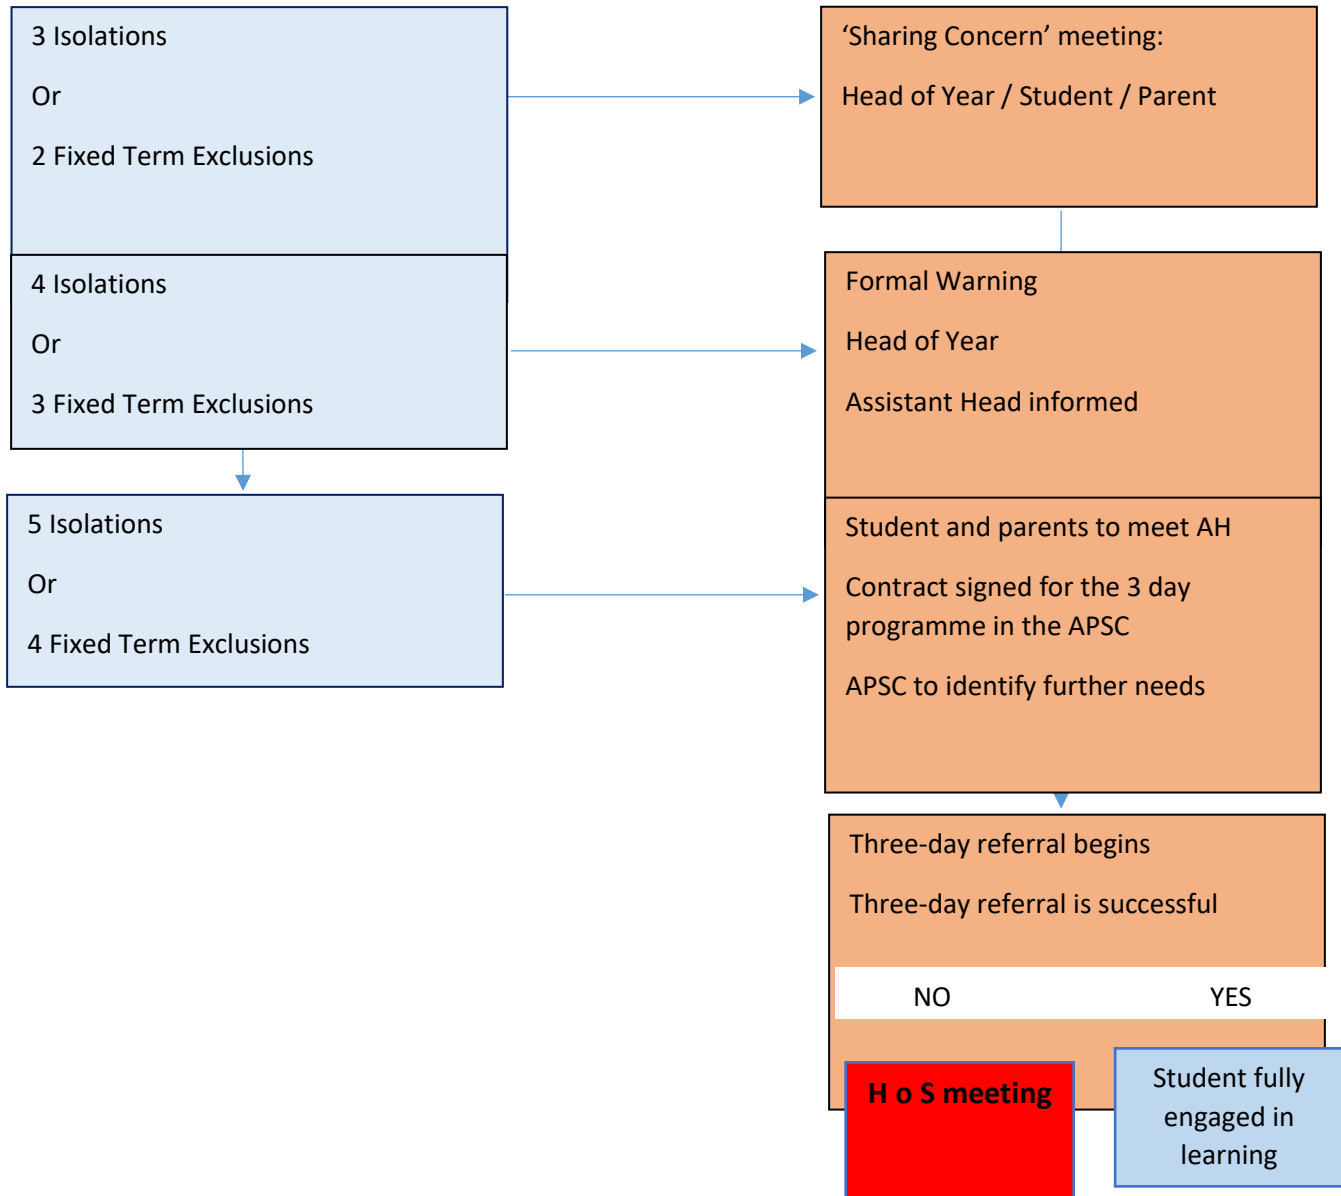 3 Isolations
Or
2 Fixed Term Exclusions
‘Sharing Concern’ meeting:
Head of Year / Student / Parent
4 Isolations
Or
3 Fixed Term Exclusions
Formal Warning
Head of Year
Assistant Head informed
5 Isolations
Or
4 Fixed Term Exclusions
Student and parents to meet AH
Contract signed for the 3 day
programme in the APSC
APSC to identify further needs
Three-day referral begins
Three-day referral is successful
NO YES
H o S meeting
Student fully
engaged in
learning